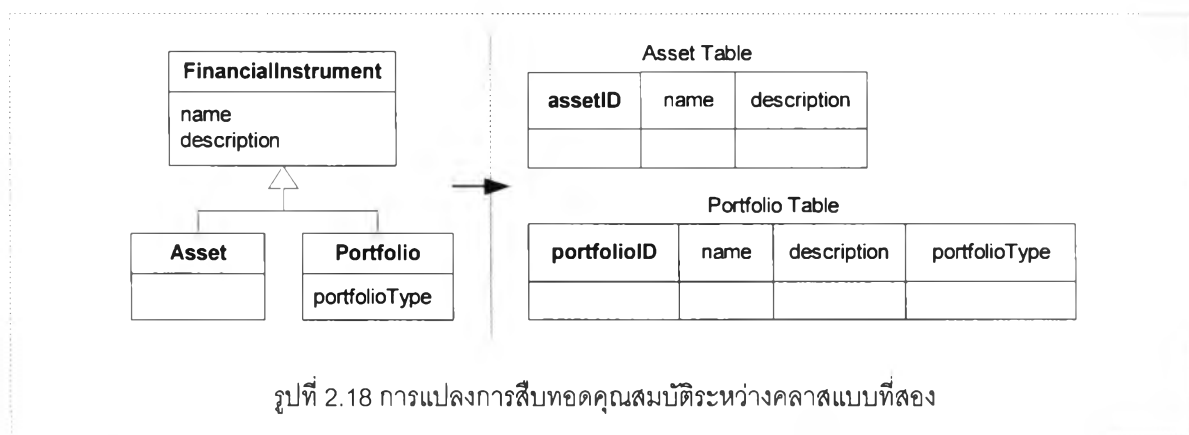 FinancialInstrument
name
description
Asset
Portfolio
portfolioType
Asset Table
assetID name description
Portfolio Table
portfolioID name description portfolioType
รูปที่ 2.18 การแปลงการสืบทอดคุณสมบัติระหว่างคลาสแบบที่สอง